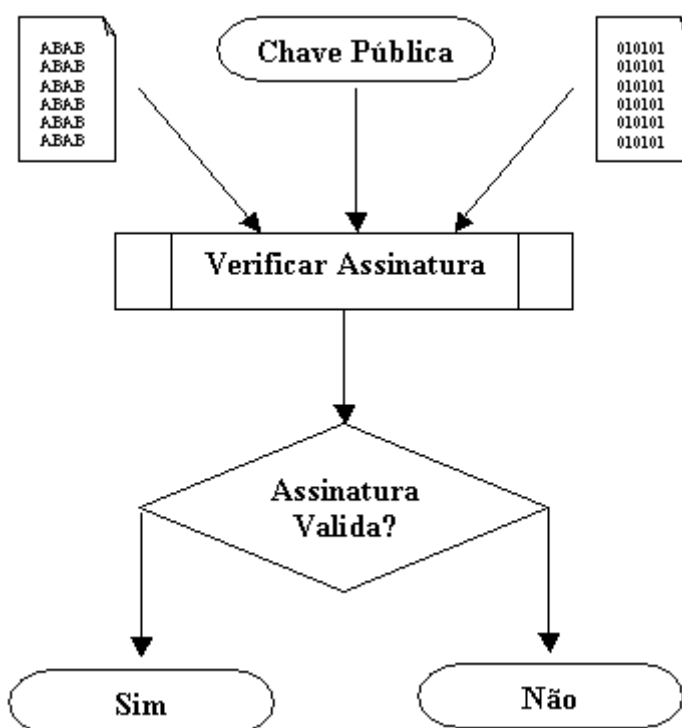 ABAB
ABAB
ABAB
ABAB
ABAB
ABAB
Chave Pública
010101
010101
010101
010101
010101
010101
Verificar Assinatura
Assinatura
Valida?
Sim
Não